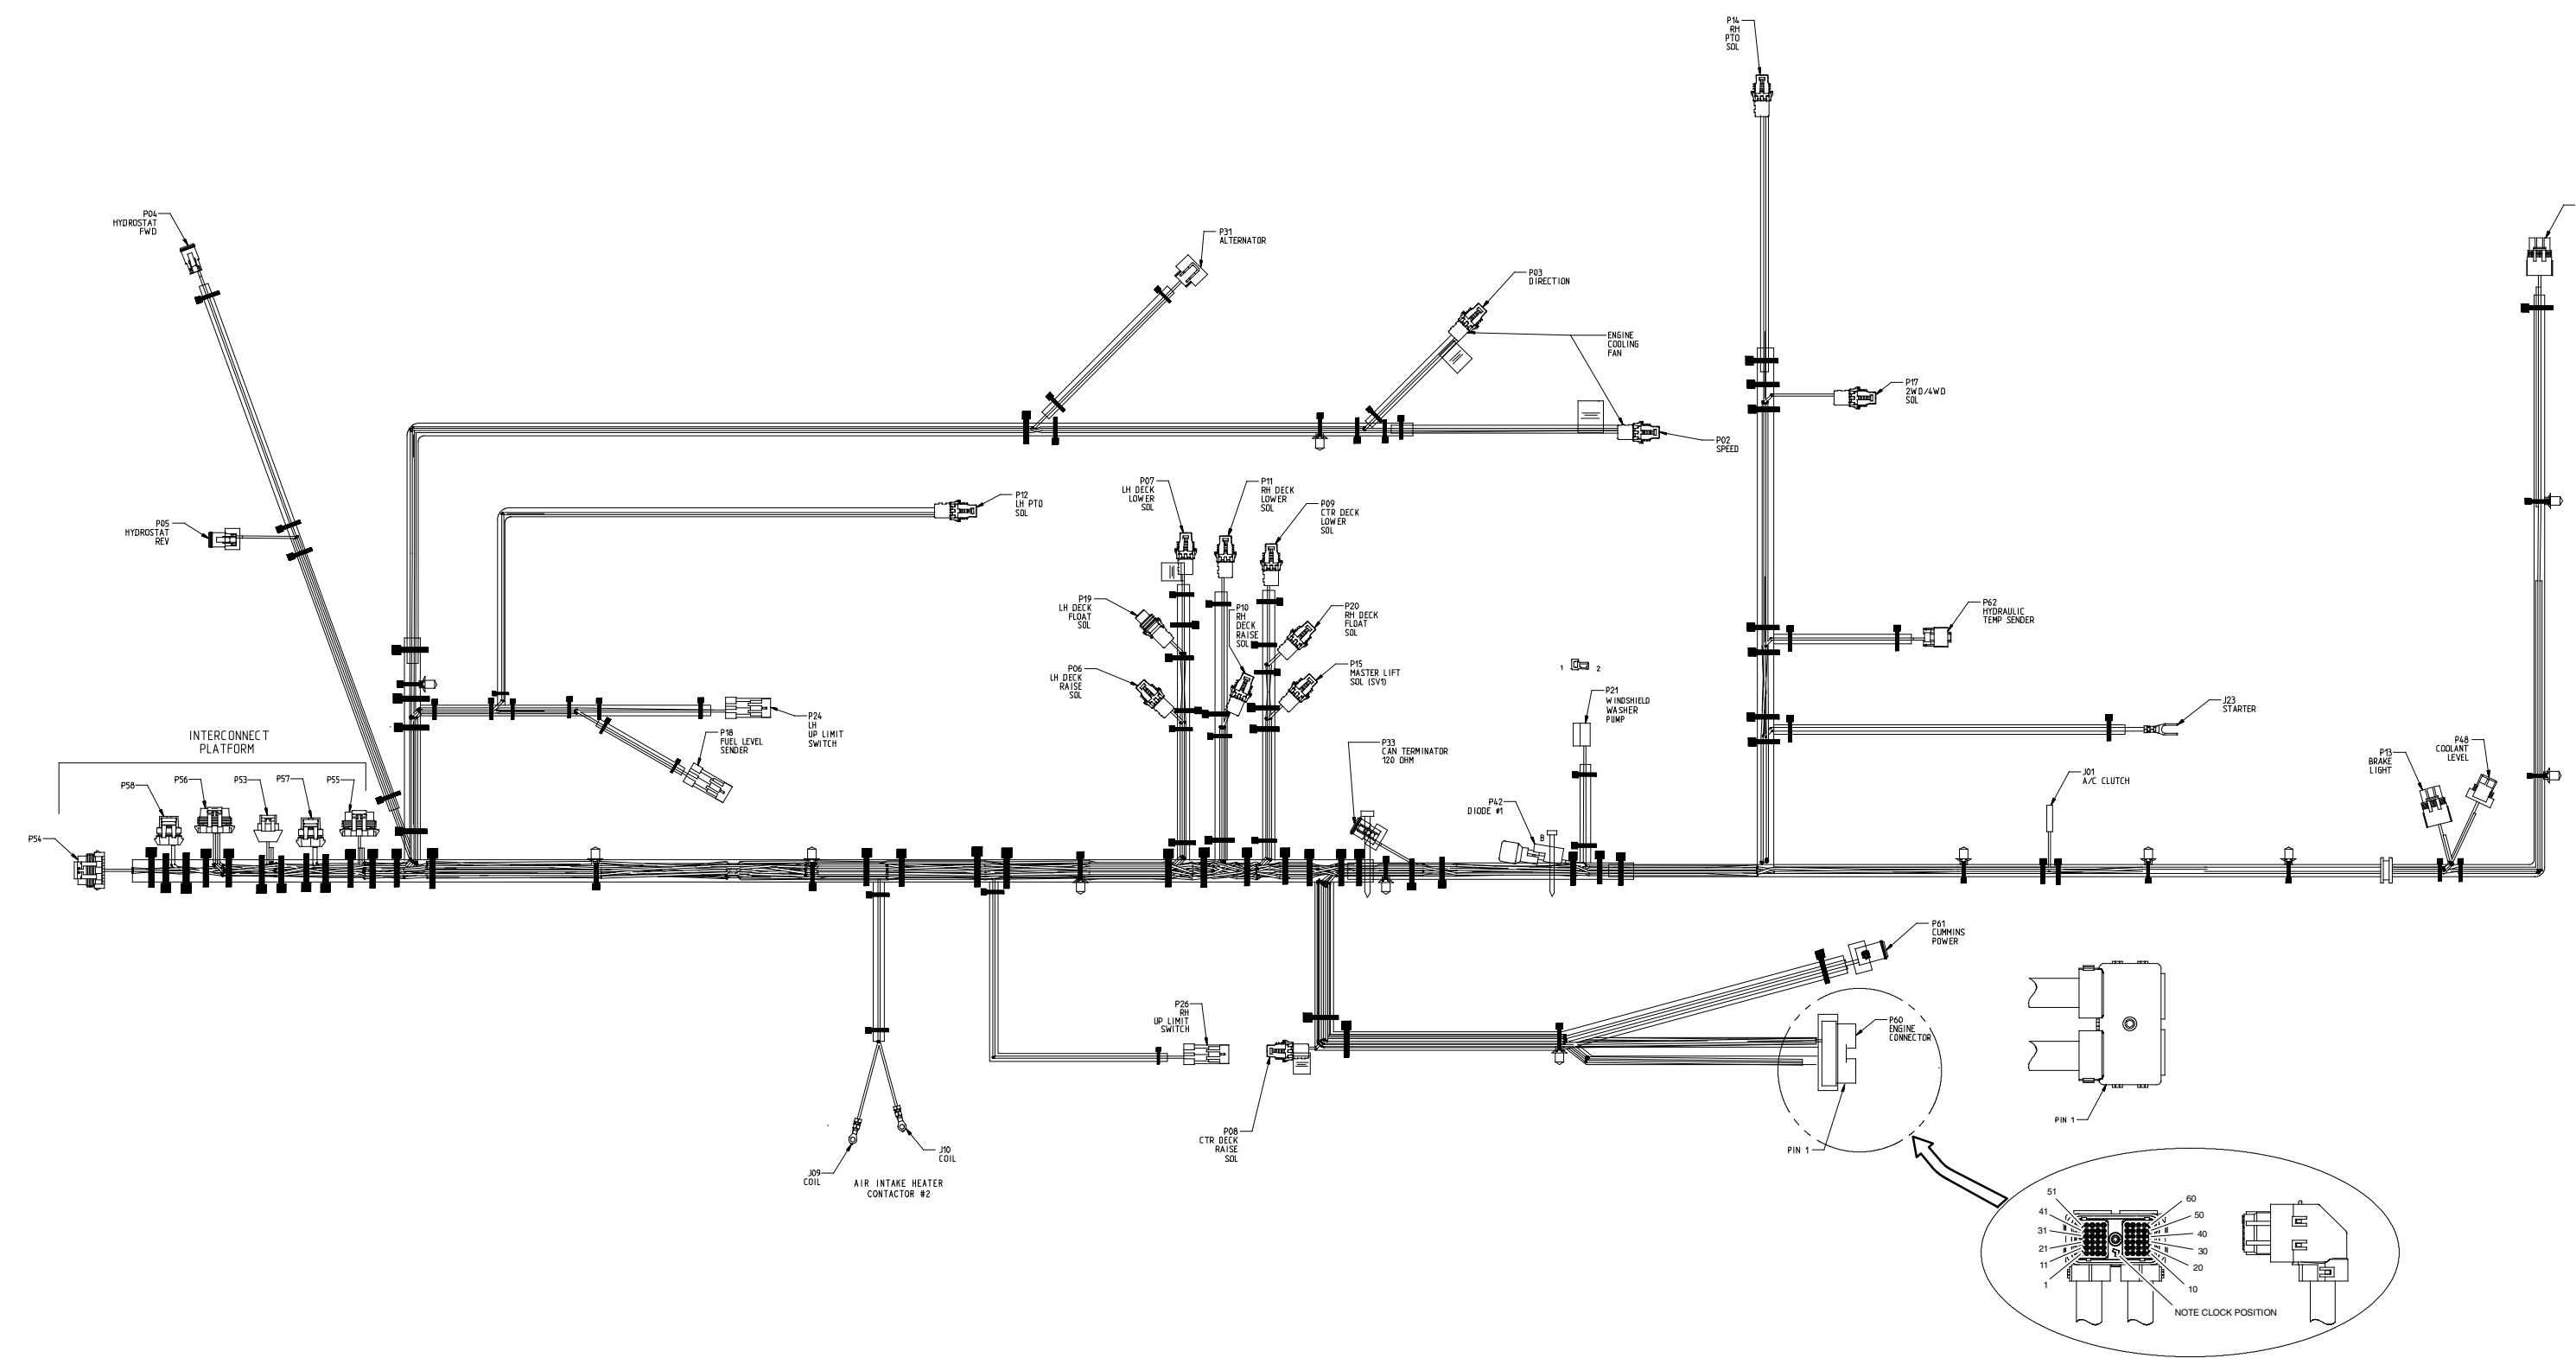 P14
RH
PTO
SOL
P04
HYDROSTAT
FWD
P31
ALTERNATOR
P03
DIRECTION
ENGINE
COOLING
FAN
P17
2WD/4WD
SOL
P02
SPEED
P12
LH PTO
SOL
P05
HYDROSTAT
REV
P07
LH DECK
LOWER
SOL
P11
RH DECK
LOWER
SOL
P09
CTR DECK
LOWER
SOL
P19
LH DECK
FLOAT
SOL
P10
RH
DECK
RAISE
SOL
P20
RH DECK
FLOAT
SOL
P62
HYDRAULIC
TEMP SENDER
P06
LH DECK
RAISE
SOL
P15
MASTER LIFT
SOL (SV1)
1
2
P21
WINDSHIELD
WASHER
PUMP
J23
STARTER
P24
LH
UP LIMIT
SWITCH
P18
FUEL LEVEL
SENDER
INTERCONNECT
PLATFORM
P33
CAN TERMINATOR
120 OHM
P13
BRAKE
LIGHT
P48
COOLANT
LEVEL
J01
A/C CLUTCH
P58
P56
P53
P57
P55
P54
P42
DIODE #1
B
P61
CUMMINS
POWER
P26
RH
UP LIMIT
SWITCH
P60
ENGINE
CONNECTOR
P08
CTR DECK
RAISE
SOL
PIN 1
PIN 1
J09
COIL
J10
COIL
AIR INTAKE HEATER
CONTACTOR #2
51
41
31
21
11
1
60
50
40
30
20
10
NOTE CLOCK POSITION